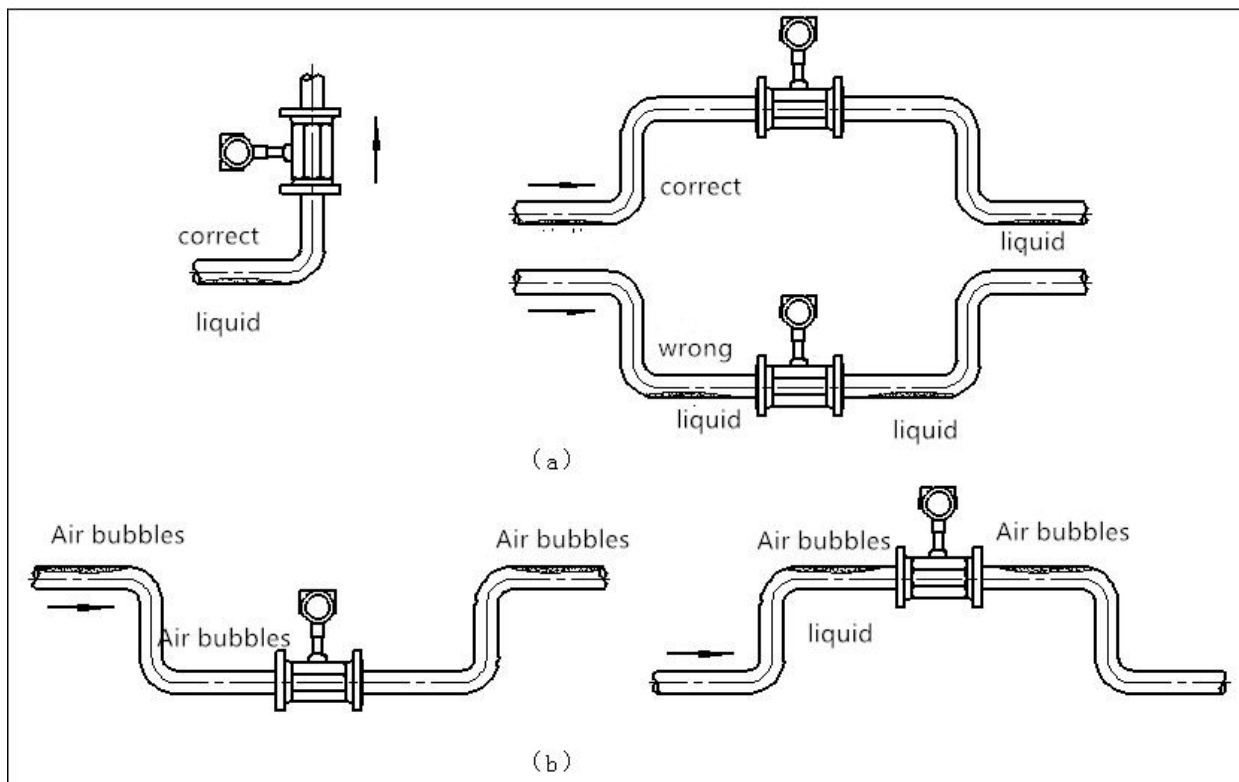 correct
liquid
correct
liquid
wrong
liquid
liquid
（a）
Air bubbles
Air bubbles
Air bubbles
Air bubbles
Air bubbles
liquid
（b）